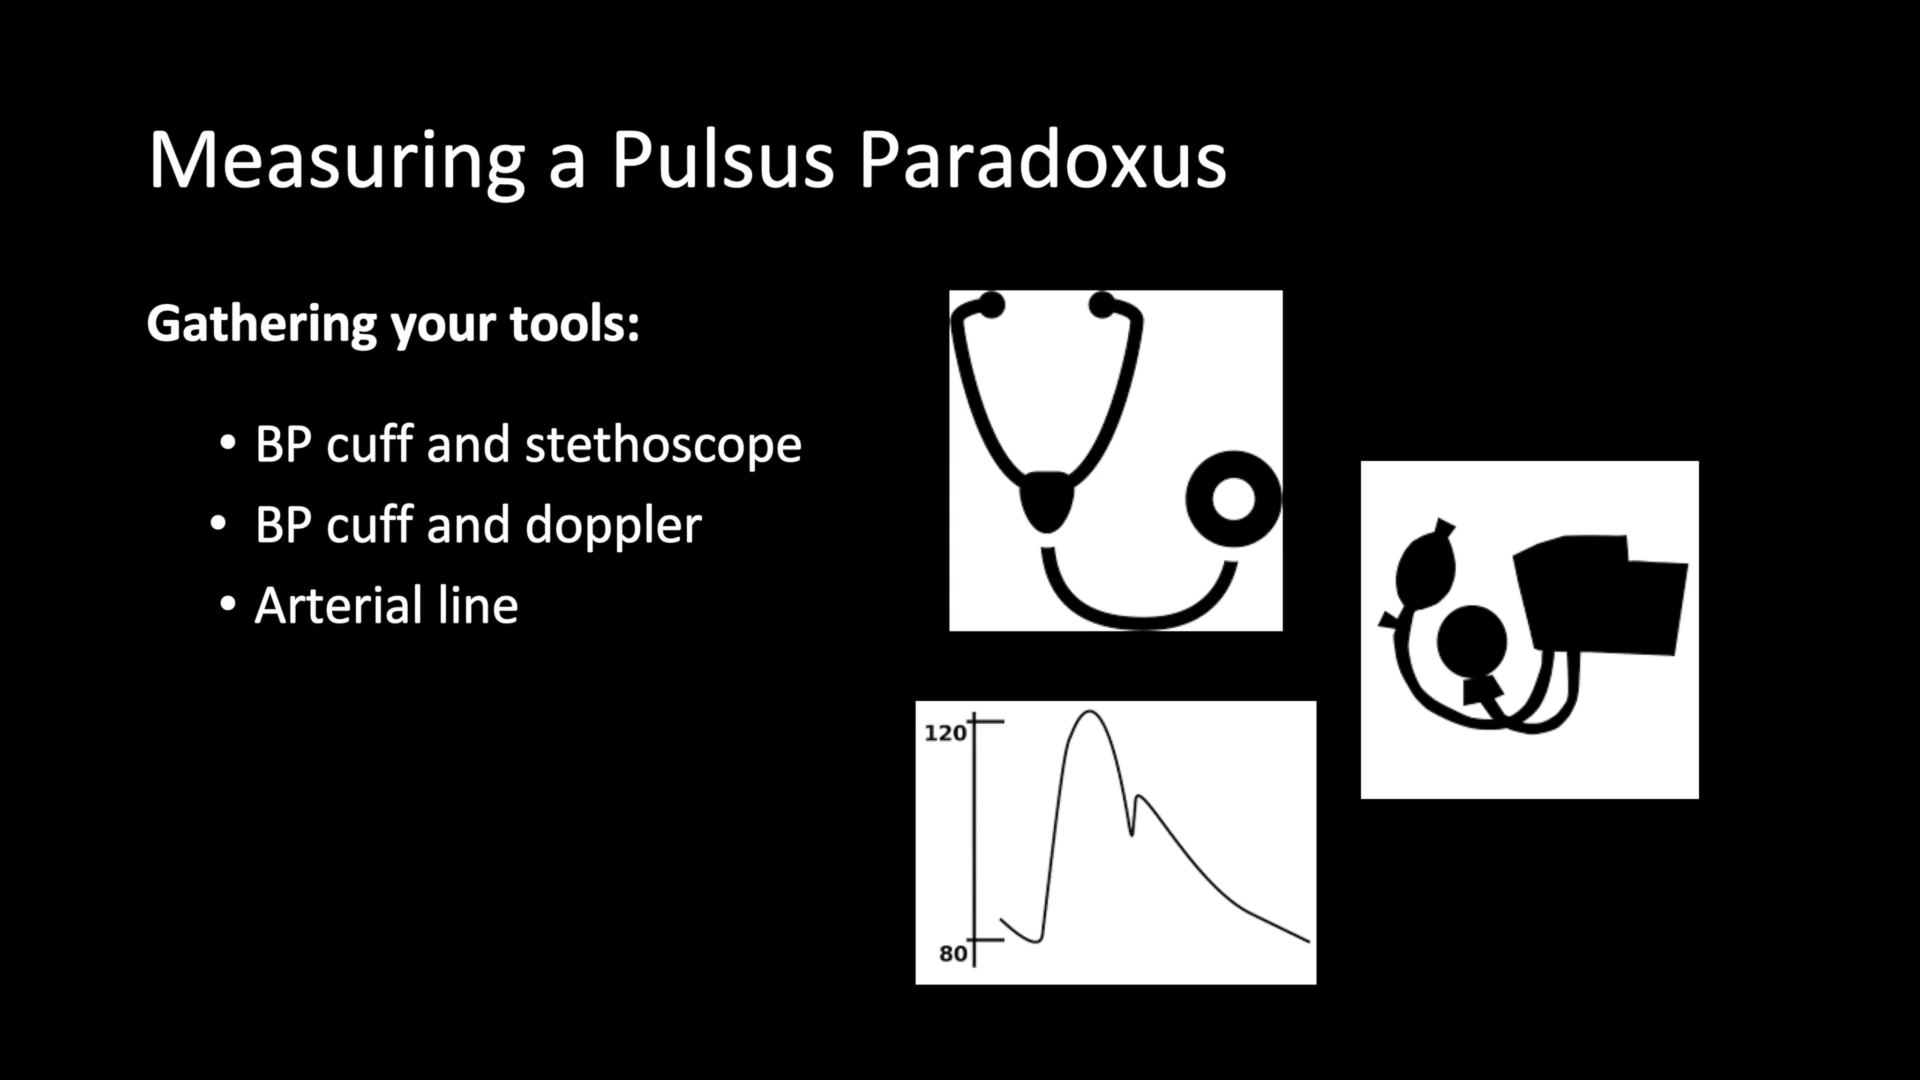 Measuring a Pulsus Paradoxus
Gathering your tools:
• BP cuff and stethoscope
• BP cuff and doppler
• Arterial line
120
80